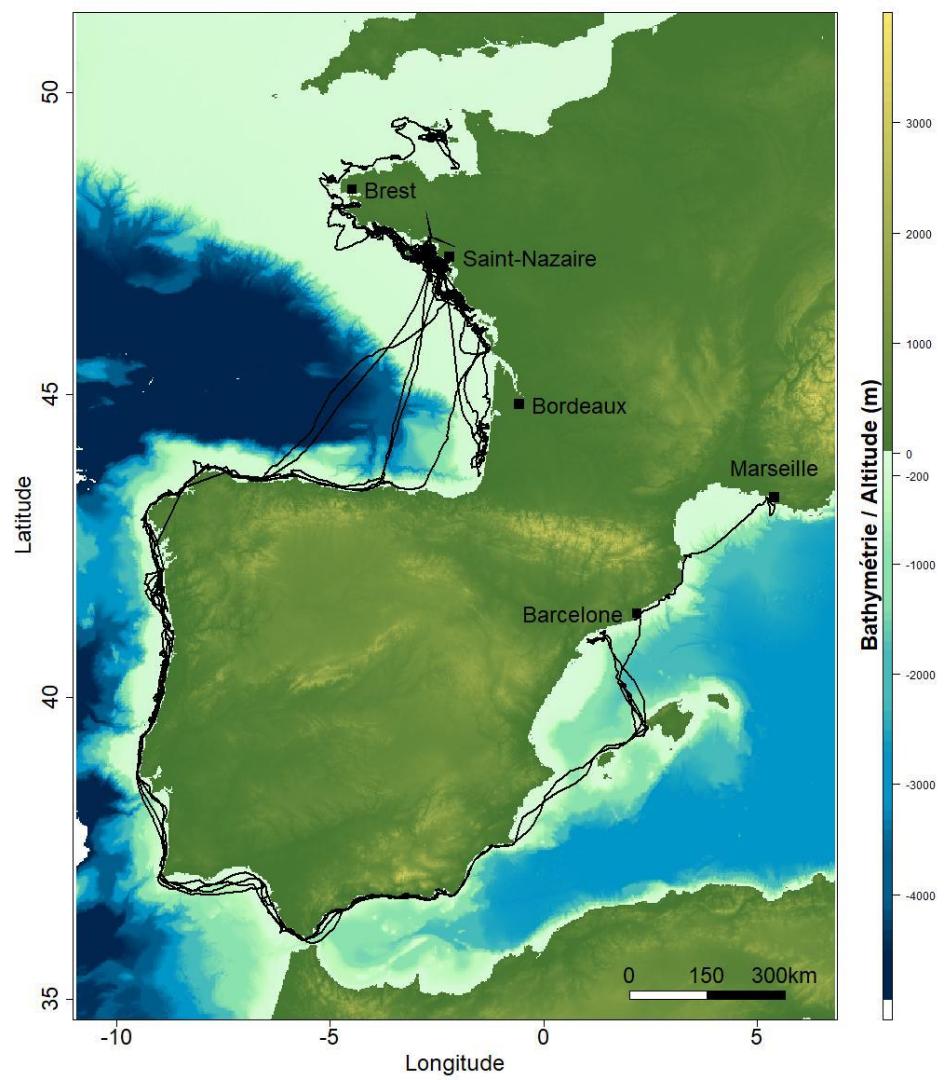 50
45
40
35
Latitude
-10
-5
0
5
Longitude
Brest
Saint-Nazaire
Bordeaux
Marseille
Barcelone
0 150 300km
3000
2000
1000
0
-200
-1000
-2000
-3000
-4000
Bathymétrie / Altitude (m)